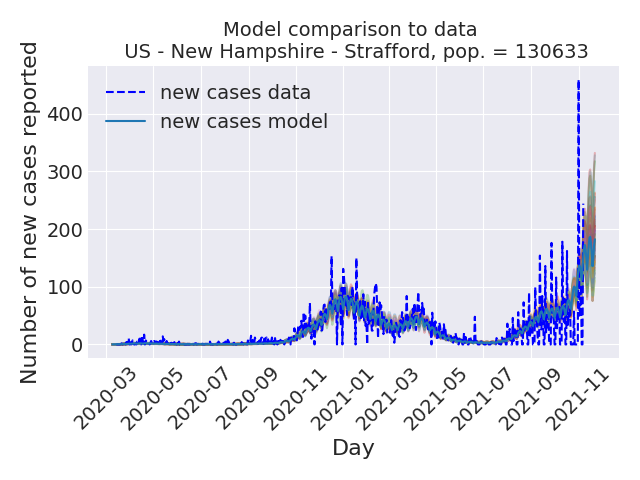 Model comparison to data
US - New Hampshire - Strafford, pop. = 130633
Number of new cases reported
400
300
200
100
0
new cases data
new cases model
2020-03
2020-05
2020-07
2020-09
2020-11
2021-01
2021-03
2021-05
2021-07
2021-09
2021-11
Day